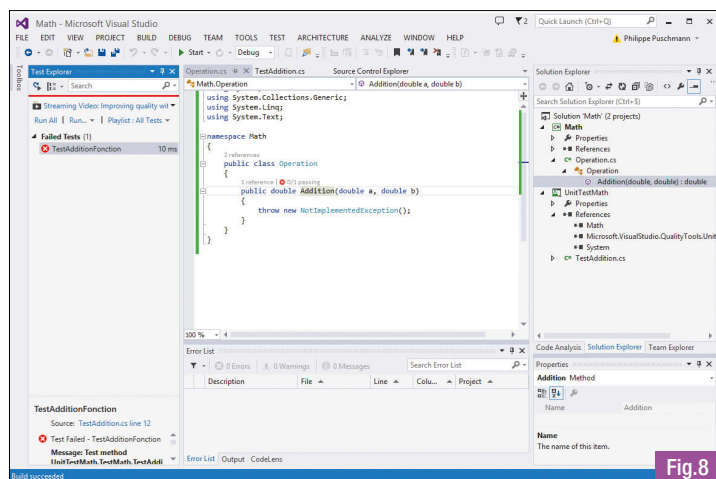 Math - Microsoft Visual Studio
2
Quick Launch (Ctrl+Q)
FILE EDIT VIEW PROJECT BUILD DEBUG TEAM TOOLS TEST ARCHITECTURE ANALYZE WINDOW HELP
Philippe Puschmann
Start
Debug
Toolbox
Test Explorer
Search
Streaming Video: Improving quality wit
Run All | Run... | Playlist : All Tests
Failed Tests (1)
TestAdditionFonction 10 ms
TestAdditionFonction
Source: TestAddition.cs line 12
Test Failed - TestAdditionFonction
Message: Test method
UnitTestMath.TestMath.TestAddi
Operation.cs TestAddition.cs Source Control Explorer
Math.Operation Addition(double a, double b)
using System.Collections.Generic;
using System.Linq;
using System.Text;
namespace Math
{
2 references
public class Operation
{
1 reference | 0/1 passing
public double Addition(double a, double b)
{
throw new NotImplementedException();
}
}
}
100 %
Error List
0 Errors 0 Warnings 0 Messages Search Error List
Description File Line Colu... Project
Error List Output CodeLens
Solution Explorer
Search Solution Explorer (Ctrl+$)
Solution 'Math' (2 projects)
Math
Properties
References
Operation.cs
Operation
Addition(double, double) : double
UnitTestMath
Properties
References
Math
Microsoft.VisualStudio.QualityTools.Unit
System
TestAddition.cs
Code Analysis Solution Explorer Team Explorer
Properties
Addition Method
Name Addition
Name
The name of this item.
Build succeeded
Fig.8